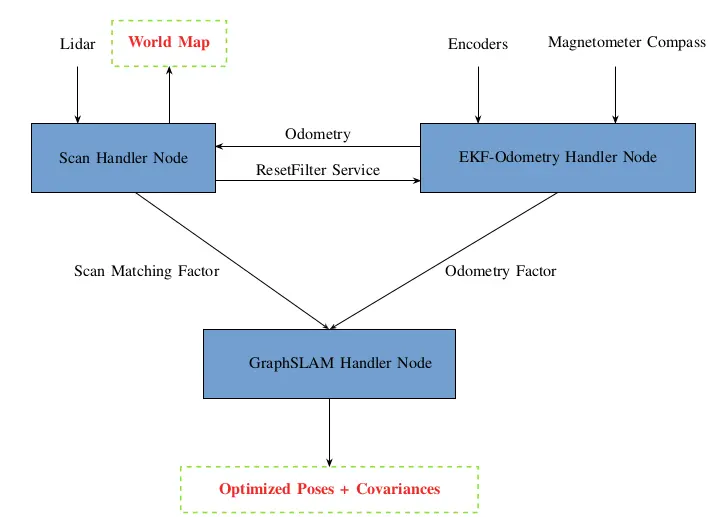 Lidar
World Map
Encoders
Magnetometer Compass
Scan Handler Node
Odometry
ResetFilter Service
EKF-Odometry Handler Node
Scan Matching Factor
Odometry Factor
GraphSLAM Handler Node
Optimized Poses + Covariances